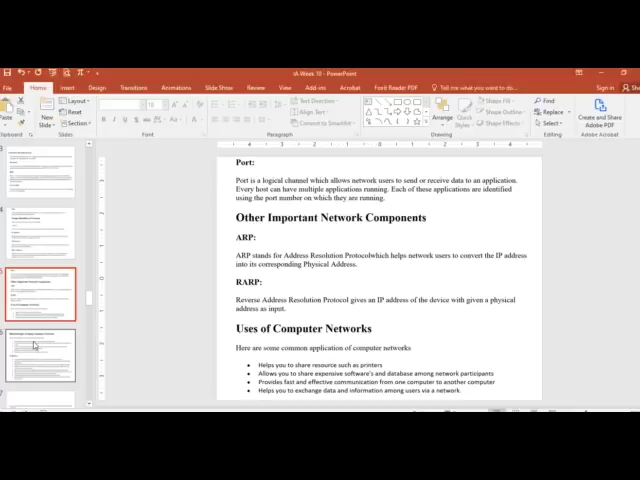 IA-Week 10 - PowerPoint
Sign in
File Home Insert Design Transitions Animations Slide Show Review View Add-ins Acrobat Foxit Reader PDF Tell me what you want to do...
Layout
Reset
Section
Paste
New
Slides
Text Direction
Align Text
Convert to SmartArt
Arrange
Shape Fill
Shape Outline
Find
Replace
Select
Create and Share
Adobe PDF
Clipboard Slides Font Paragraph Drawing Editing Adobe Acrobat
Port:
Port is a logical channel which allows network users to send or receive data to an application.
Every host can have multiple applications running. Each of these applications are identified
using the port number on which they are running.
Other Important Network Components
ARP:
ARP stands for Address Resolution Protocolwhich helps network users to convert the IP address
into its corresponding Physical Address.
RARP:
Reverse Address Resolution Protocol gives an IP address of the device with given a physical
address as input.
Uses of Computer Networks
Here are some common application of computer networks
• Helps you to share resource such as printers
• Allows you to share expensive software's and database among network participants
• Provides fast and effective communication from one computer to another computer
• Helps you to exchange data and information among users via a network.